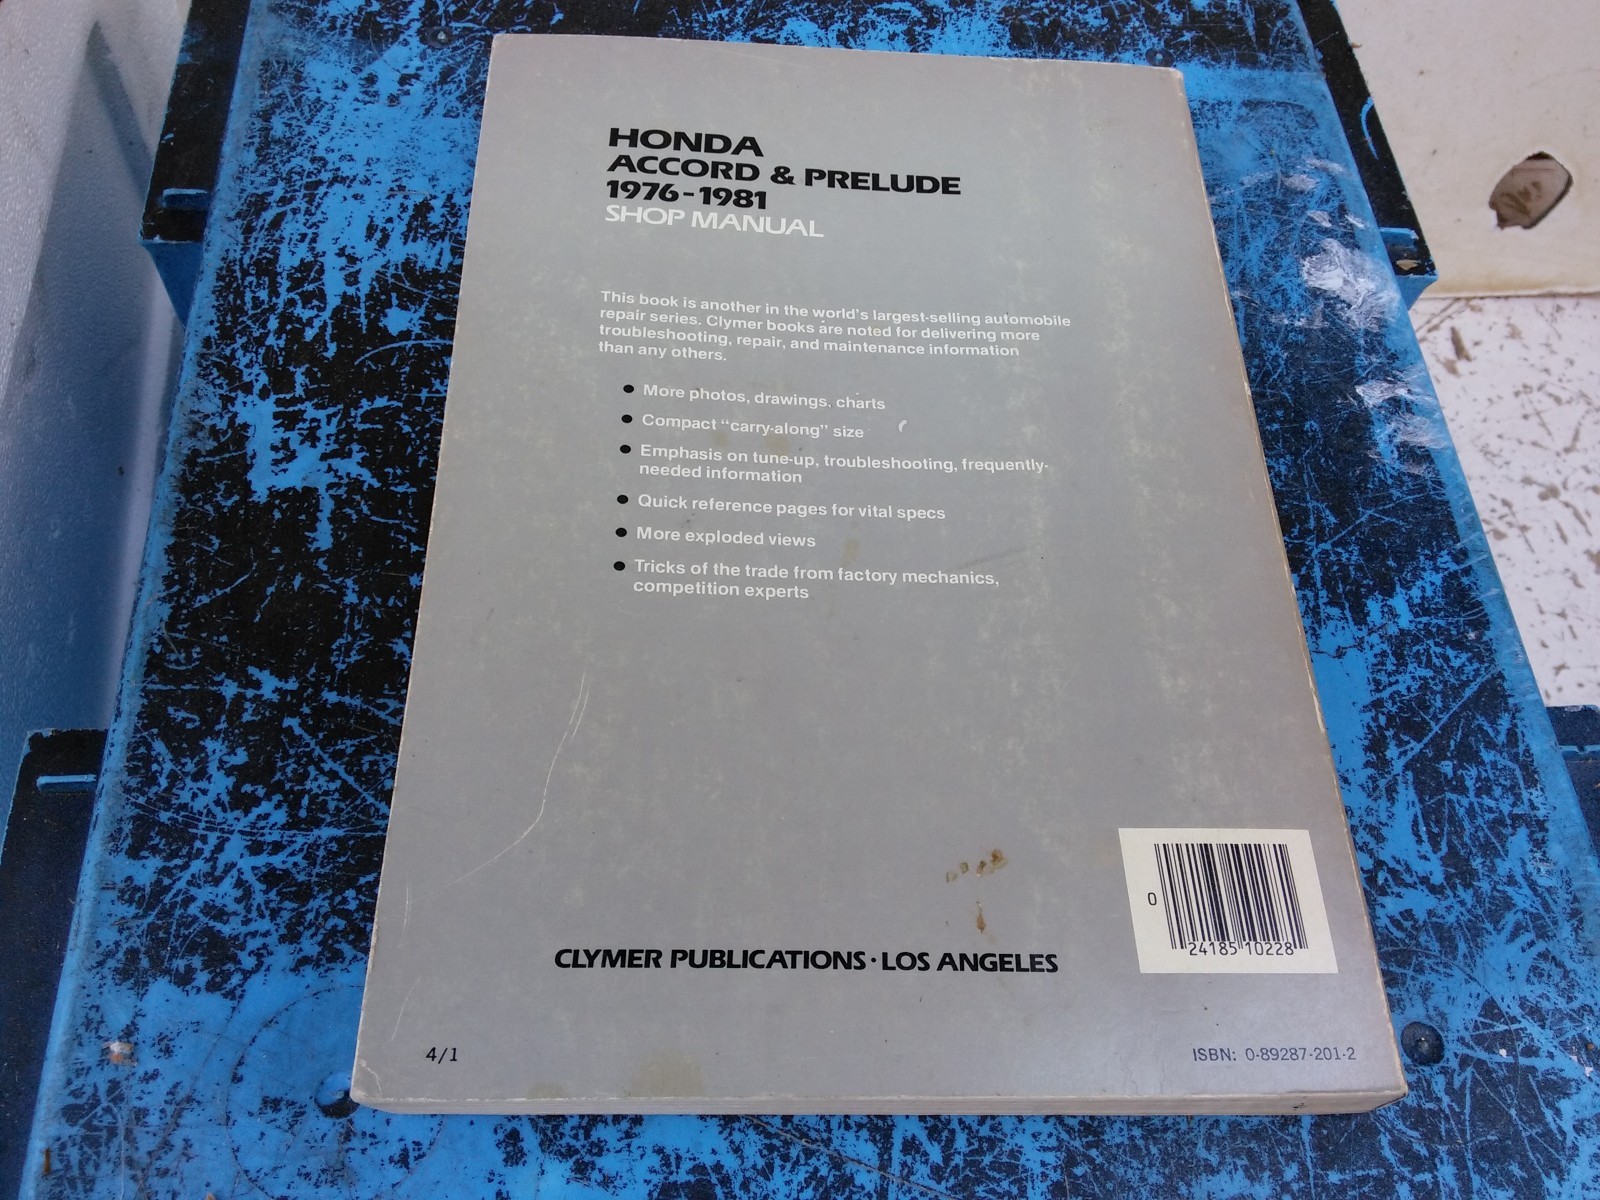 HONDA
ACCORD & PRELUDE
1976-1981
SHOP MANUAL
This book is another in the world's largest-selling automobile
repair series. Clymer books are noted for delivering more
troubleshooting, repair, and maintenance information
than any others.
● More photos, drawings, charts
● Compact "carry-along" size
● Emphasis on tune-up, troubleshooting, frequently-
needed information
● Quick reference pages for vital specs
● More exploded views
● Tricks of the trade from factory mechanics,
competition experts
0
24185 10228
CLYMER PUBLICATIONS · LOS ANGELES
4/1
ISBN: 0-89287-201-2